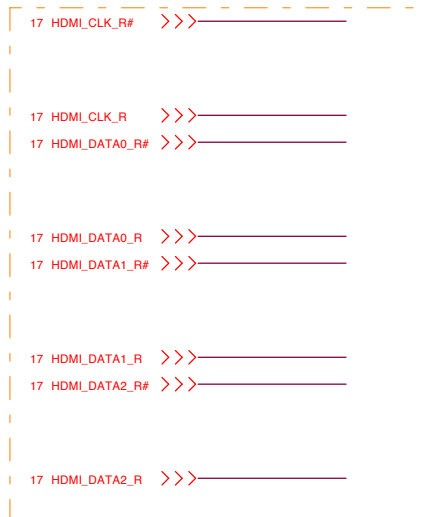 17 HDMI_CLK_R#
17 HDMI_CLK_R
17 HDMI_DATA0_R#
17 HDMI_DATA0_R
17 HDMI_DATA1_R#
17 HDMI_DATA1_R
17 HDMI_DATA2_R#
17 HDMI_DATA2_R